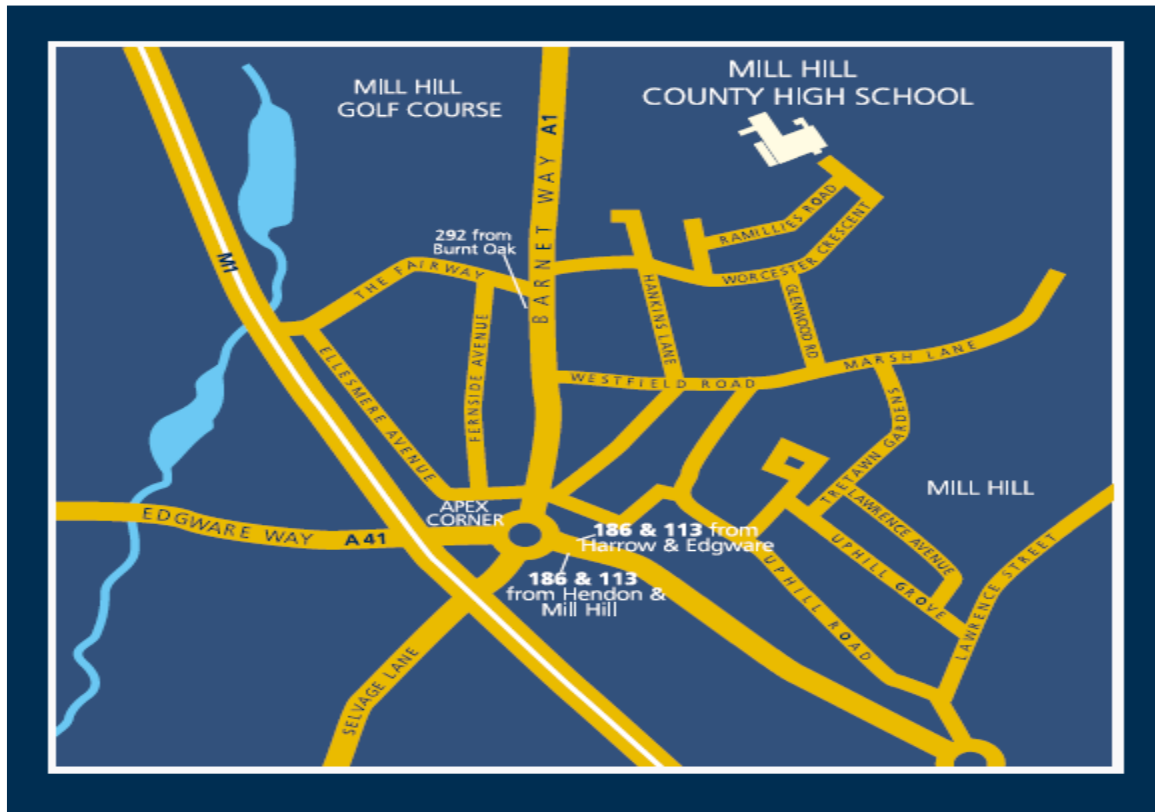 MILL HILL
GOLF COURSE
MILL HILL
COUNTY HIGH SCHOOL
BARNET WAY A1
RAMILLIES ROAD
292 from
Burnt Oak
M1
THE FAIRWAY
HANKINS LANE
WORCESTER CRESCENT
GLENWOOD RD
ELLESMERE AVENUE
FERNSIDE AVENUE
WESTFIELD ROAD
MARSH LANE
TRETAWN GARDENS
MILL HILL
LAWRENCE AVENUE
APEX
CORNER
EDGWARE WAY A41
186 & 113 from
Harrow & Edgware
186 & 113
from Hendon &
Mill Hill
UPHILL GROVE
UPHILL ROAD
LAWRENCE STREET
SELVAGE LANE